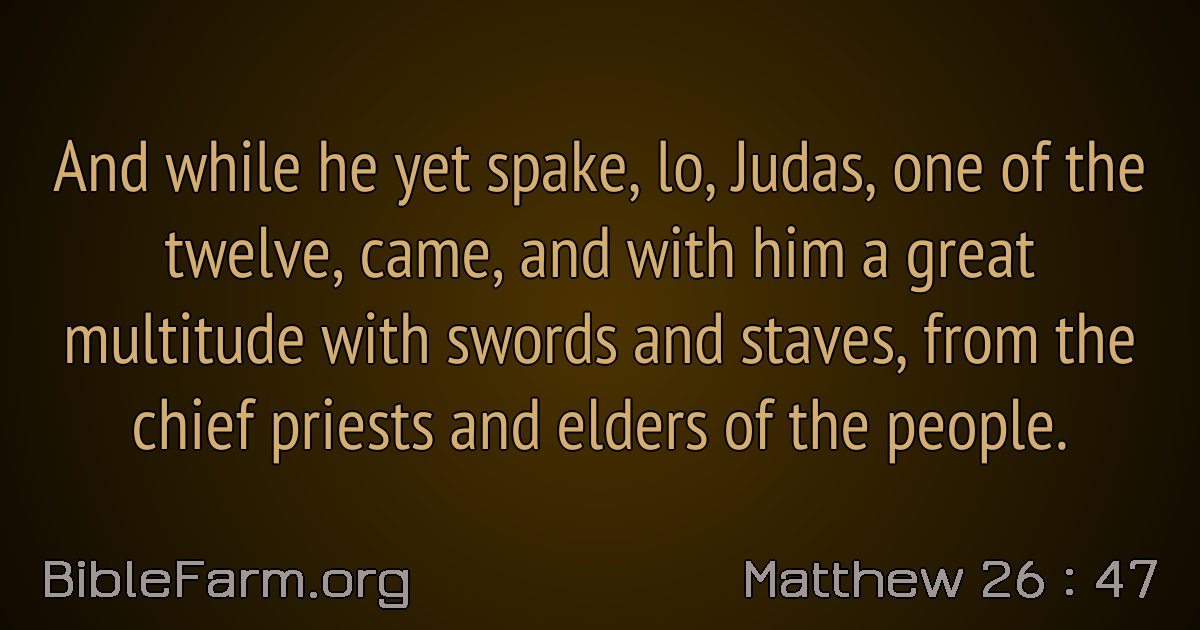 And while he yet spake, lo, Judas, one of the
twelve, came, and with him a great
multitude with swords and staves, from the
chief priests and elders of the people.
BibleFarm.org
Matthew 26 : 47